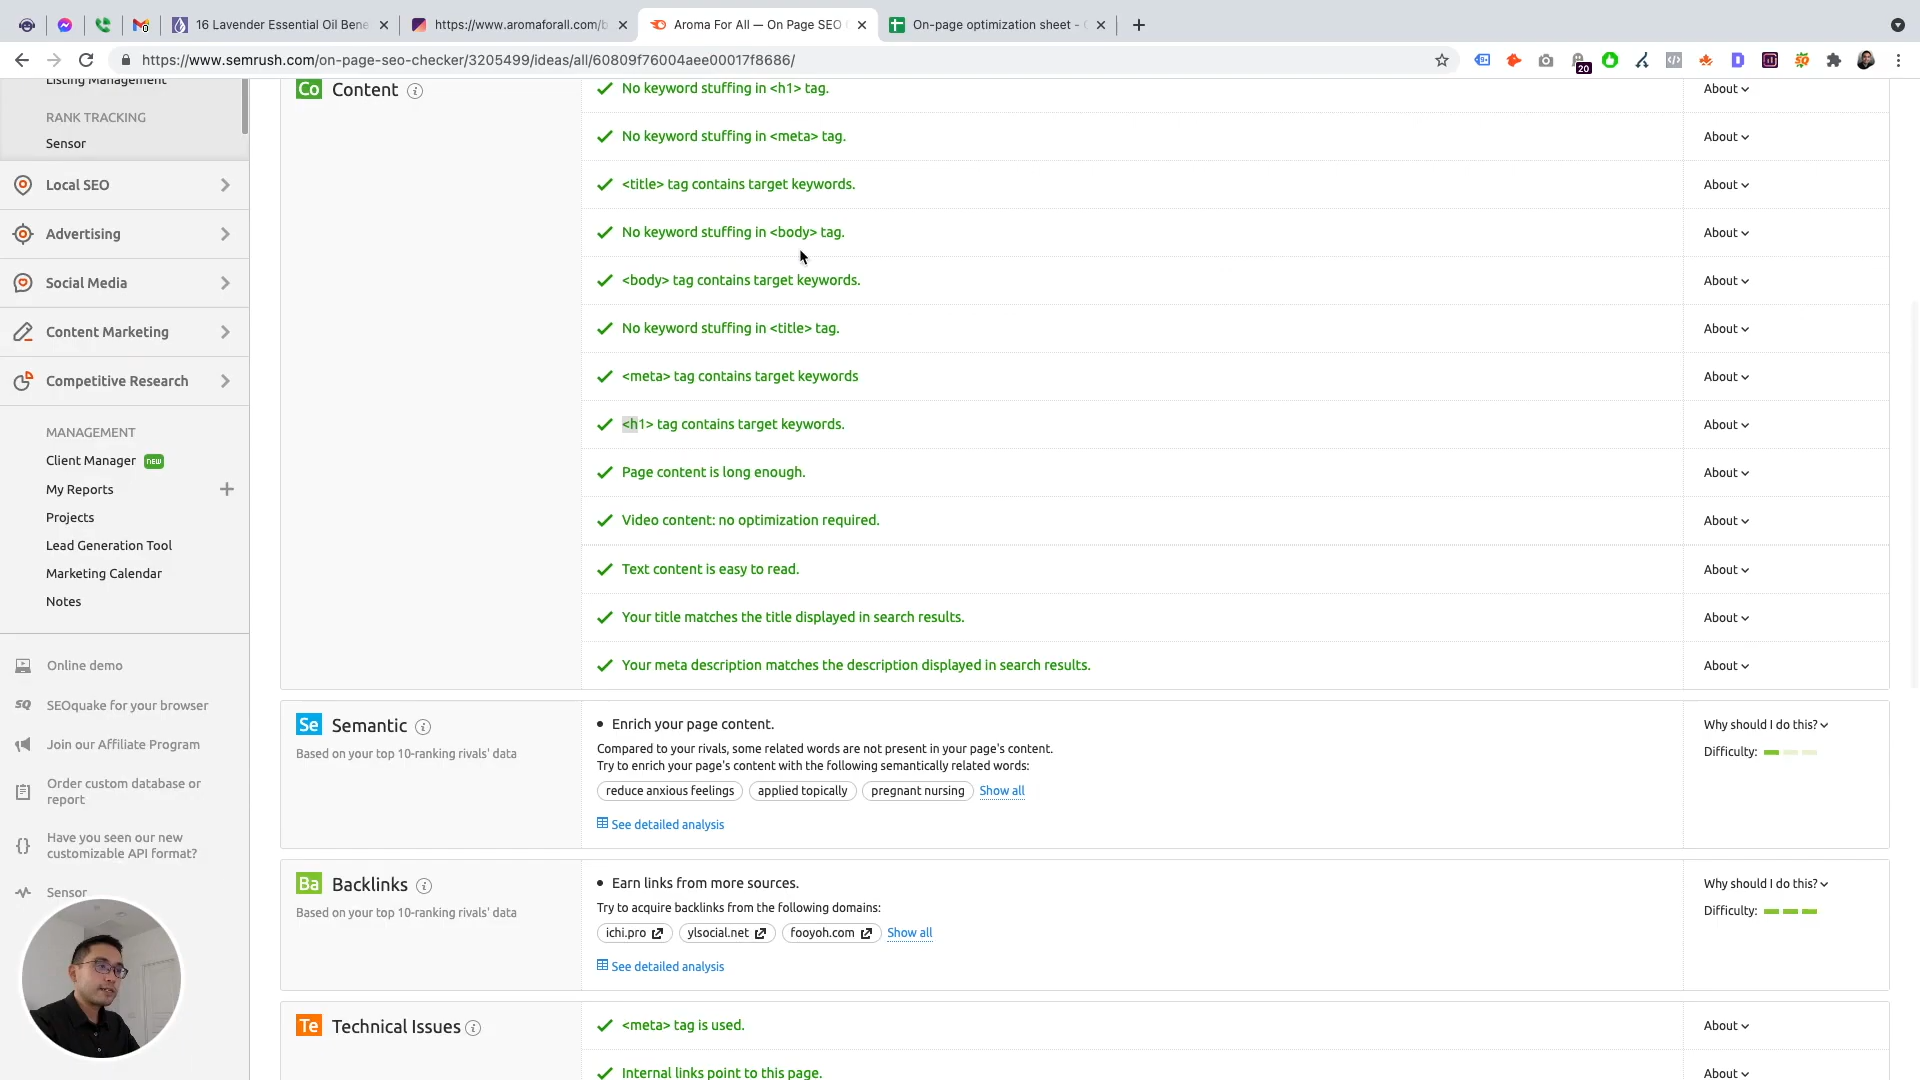 16 Lavender Essential Oil Bene
https://www.aromaforall.com/b
Aroma For All — On Page SEO
On-page optimization sheet -
https://www.semrush.com/on-page-seo-checker/3205499/ideas/all/60809f76004aee00017f8686/
20
Listing Management
RANK TRACKING
Sensor
Local SEO
Advertising
Social Media
Content Marketing
Competitive Research
MANAGEMENT
Client Manager NEW
My Reports
Projects
Lead Generation Tool
Marketing Calendar
Notes
Online demo
SQ SEOquake for your browser
Join our Affiliate Program
Order custom database or
report
{} Have you seen our new
customizable API format?
Sensor
Co Content
No keyword stuffing in <h1> tag. About
No keyword stuffing in <meta> tag. About
<title> tag contains target keywords. About
No keyword stuffing in <body> tag. About
<body> tag contains target keywords. About
No keyword stuffing in <title> tag. About
<meta> tag contains target keywords About
<h1> tag contains target keywords. About
Page content is long enough. About
Video content: no optimization required. About
Text content is easy to read. About
Your title matches the title displayed in search results. About
Your meta description matches the description displayed in search results. About
Se Semantic
Based on your top 10-ranking rivals' data
• Enrich your page content.
Compared to your rivals, some related words are not present in your page's content.
Try to enrich your page's content with the following semantically related words:
reduce anxious feelings applied topically pregnant nursing Show all
See detailed analysis
Why should I do this?
Difficulty:
Ba Backlinks
Based on your top 10-ranking rivals' data
• Earn links from more sources.
Try to acquire backlinks from the following domains:
ichi.pro ylsocial.net fooyoh.com Show all
See detailed analysis
Why should I do this?
Difficulty:
Te Technical Issues
<meta> tag is used. About
Internal links point to this page. About